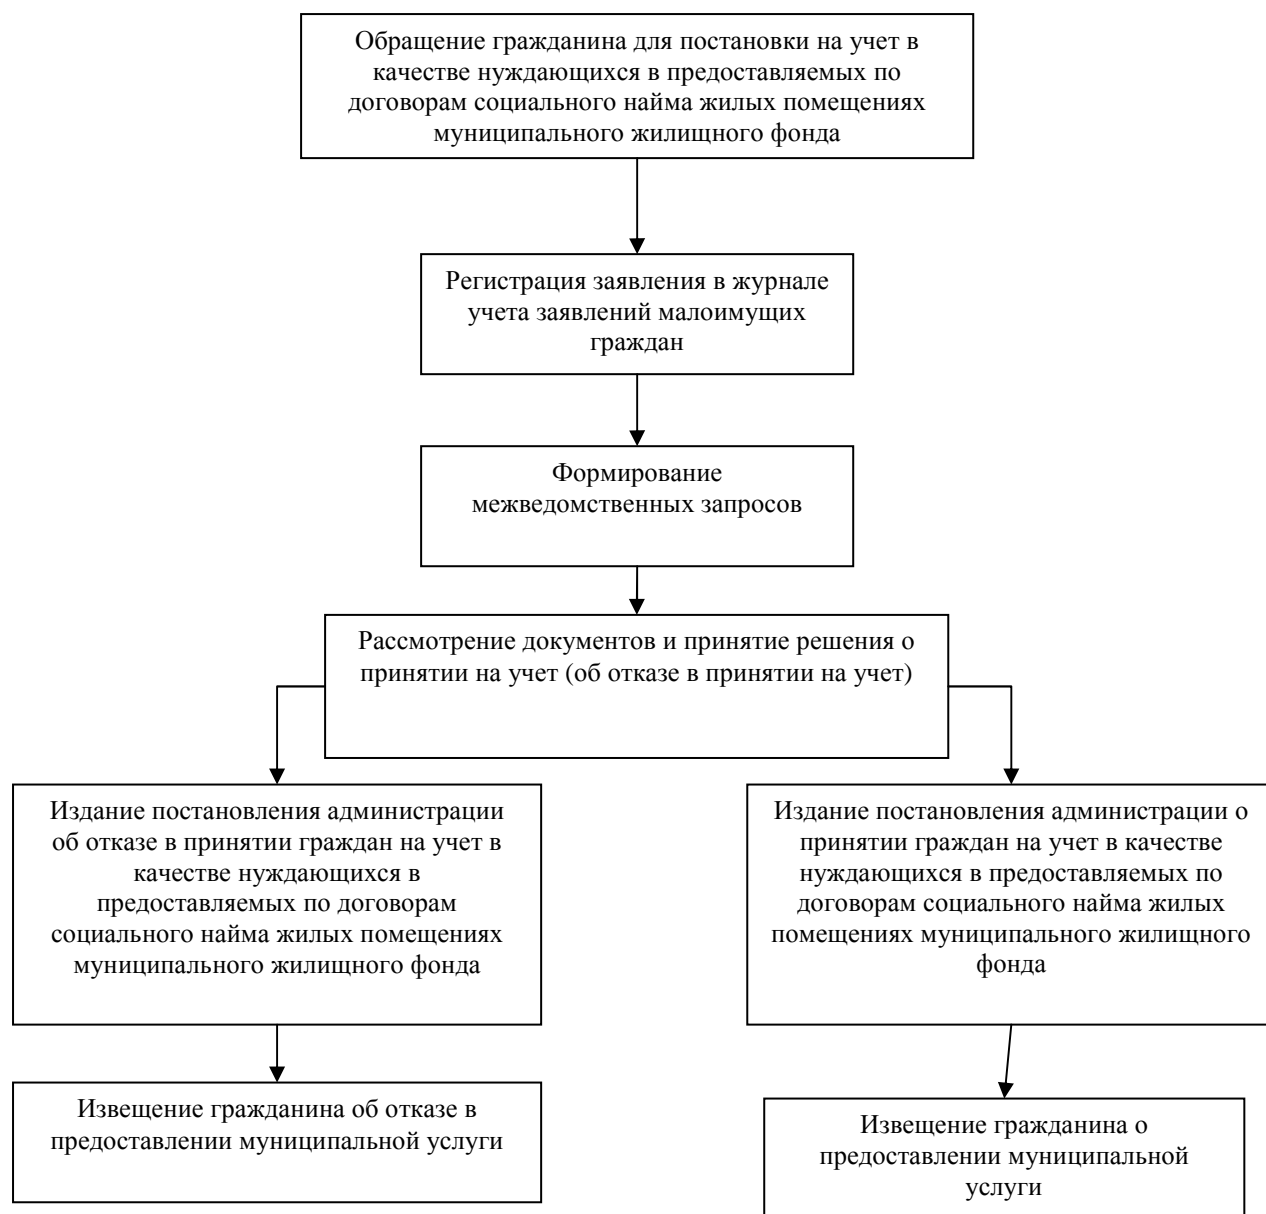 Обращение гражданина для постановки на учет в
качестве нуждающихся в предоставляемых по
договорам социального найма жилых помещениях
муниципального жилищного фонда
Регистрация заявления в журнале
учета заявлений малоимущих
граждан
Формирование
межведомственных запросов
Рассмотрение документов и принятие решения о
принятии на учет (об отказе в принятии на учет)
Издание постановления администрации
об отказе в принятии граждан на учет в
качестве нуждающихся в
предоставляемых по договорам
социального найма жилых помещениях
муниципального жилищного фонда
Издание постановления администрации о
принятии граждан на учет в качестве
нуждающихся в предоставляемых по
договорам социального найма жилых
помещениях муниципального жилищного
фонда
Извещение гражданина об отказе в
предоставлении муниципальной услуги
Извещение гражданина о
предоставлении муниципальной
услуги